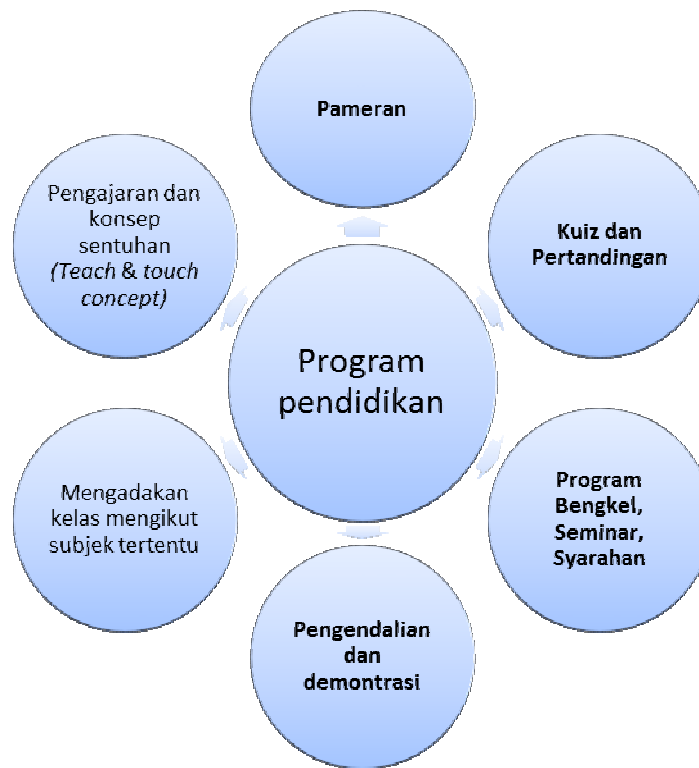 Pameran
Kuiz dan
Pertandingan
Program
Bengkel,
Seminar,
Syarahan
Pengendalian
dan
demontrasi
Mengadakan
kelas mengikut
subjek tertentu
Pengajaran dan
konsep
sentuhan
(Teach & touch
concept)
Program
pendidikan